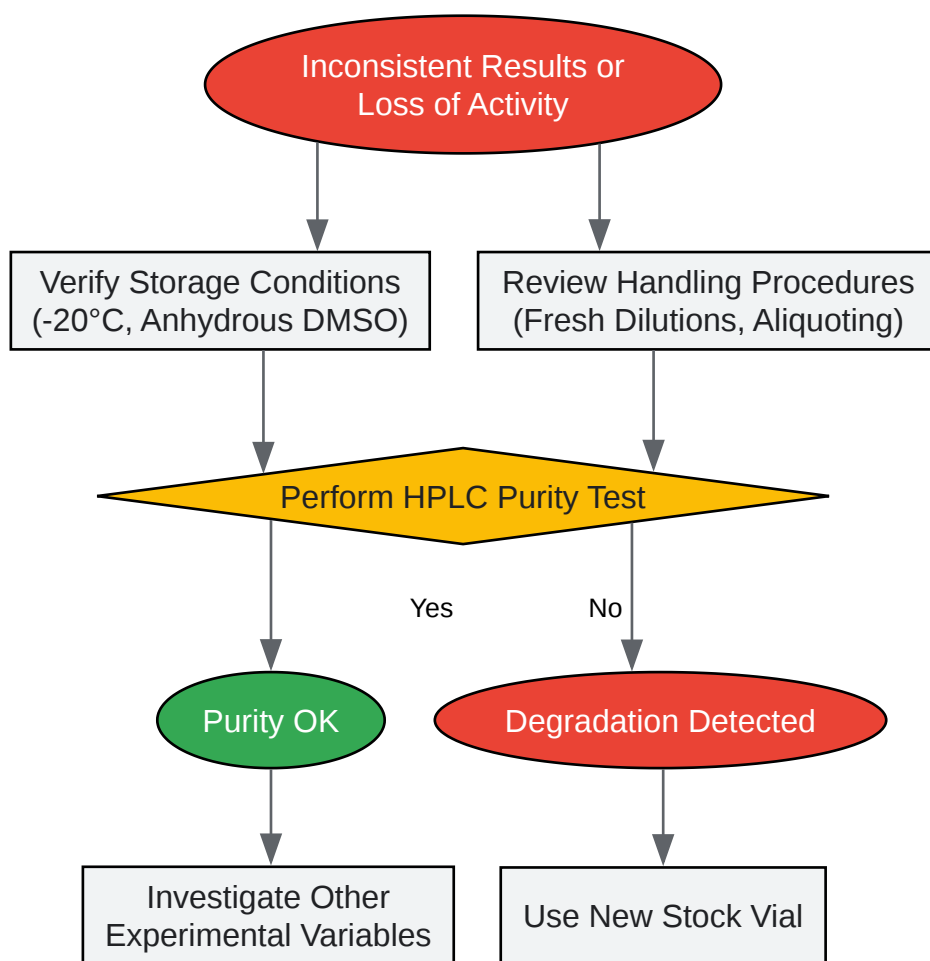 Inconsistent Results or
Loss of Activity
Verify Storage Conditions
(-20°C, Anhydrous DMSO)
Review Handling Procedures
(Fresh Dilutions, Aliquoting)
Perform HPLC Purity Test
Yes
No
Purity OK
Degradation Detected
Investigate Other
Experimental Variables
Use New Stock Vial